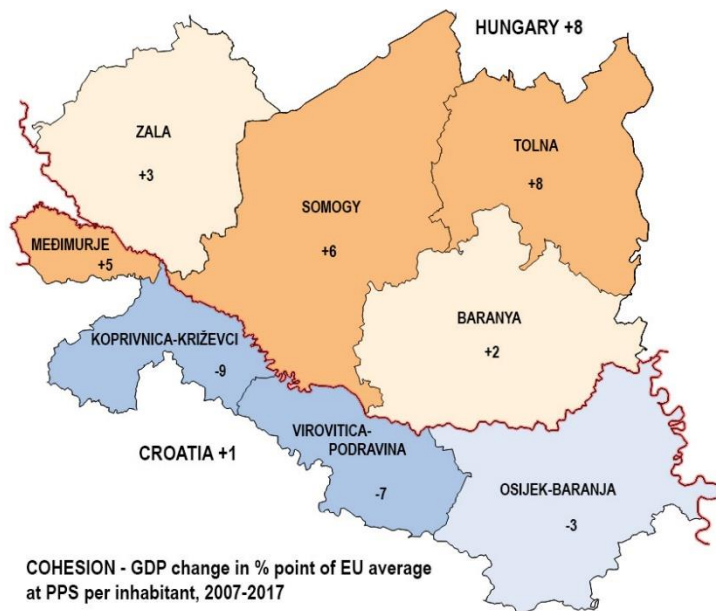 HUNGARY +8
ZALA
+3
TOLNA
+8
SOMOGY
+6
MEĐIMURJE
+5
BARANYA
+2
KOPRIVNICA-KRIŽEVCI
-9
VIROVITICA-
PODRAVINA
-7
CROATIA +1
OSIJEK-BARANJA
-3
COHESION - GDP change in % point of EU average
at PPS per inhabitant, 2007-2017